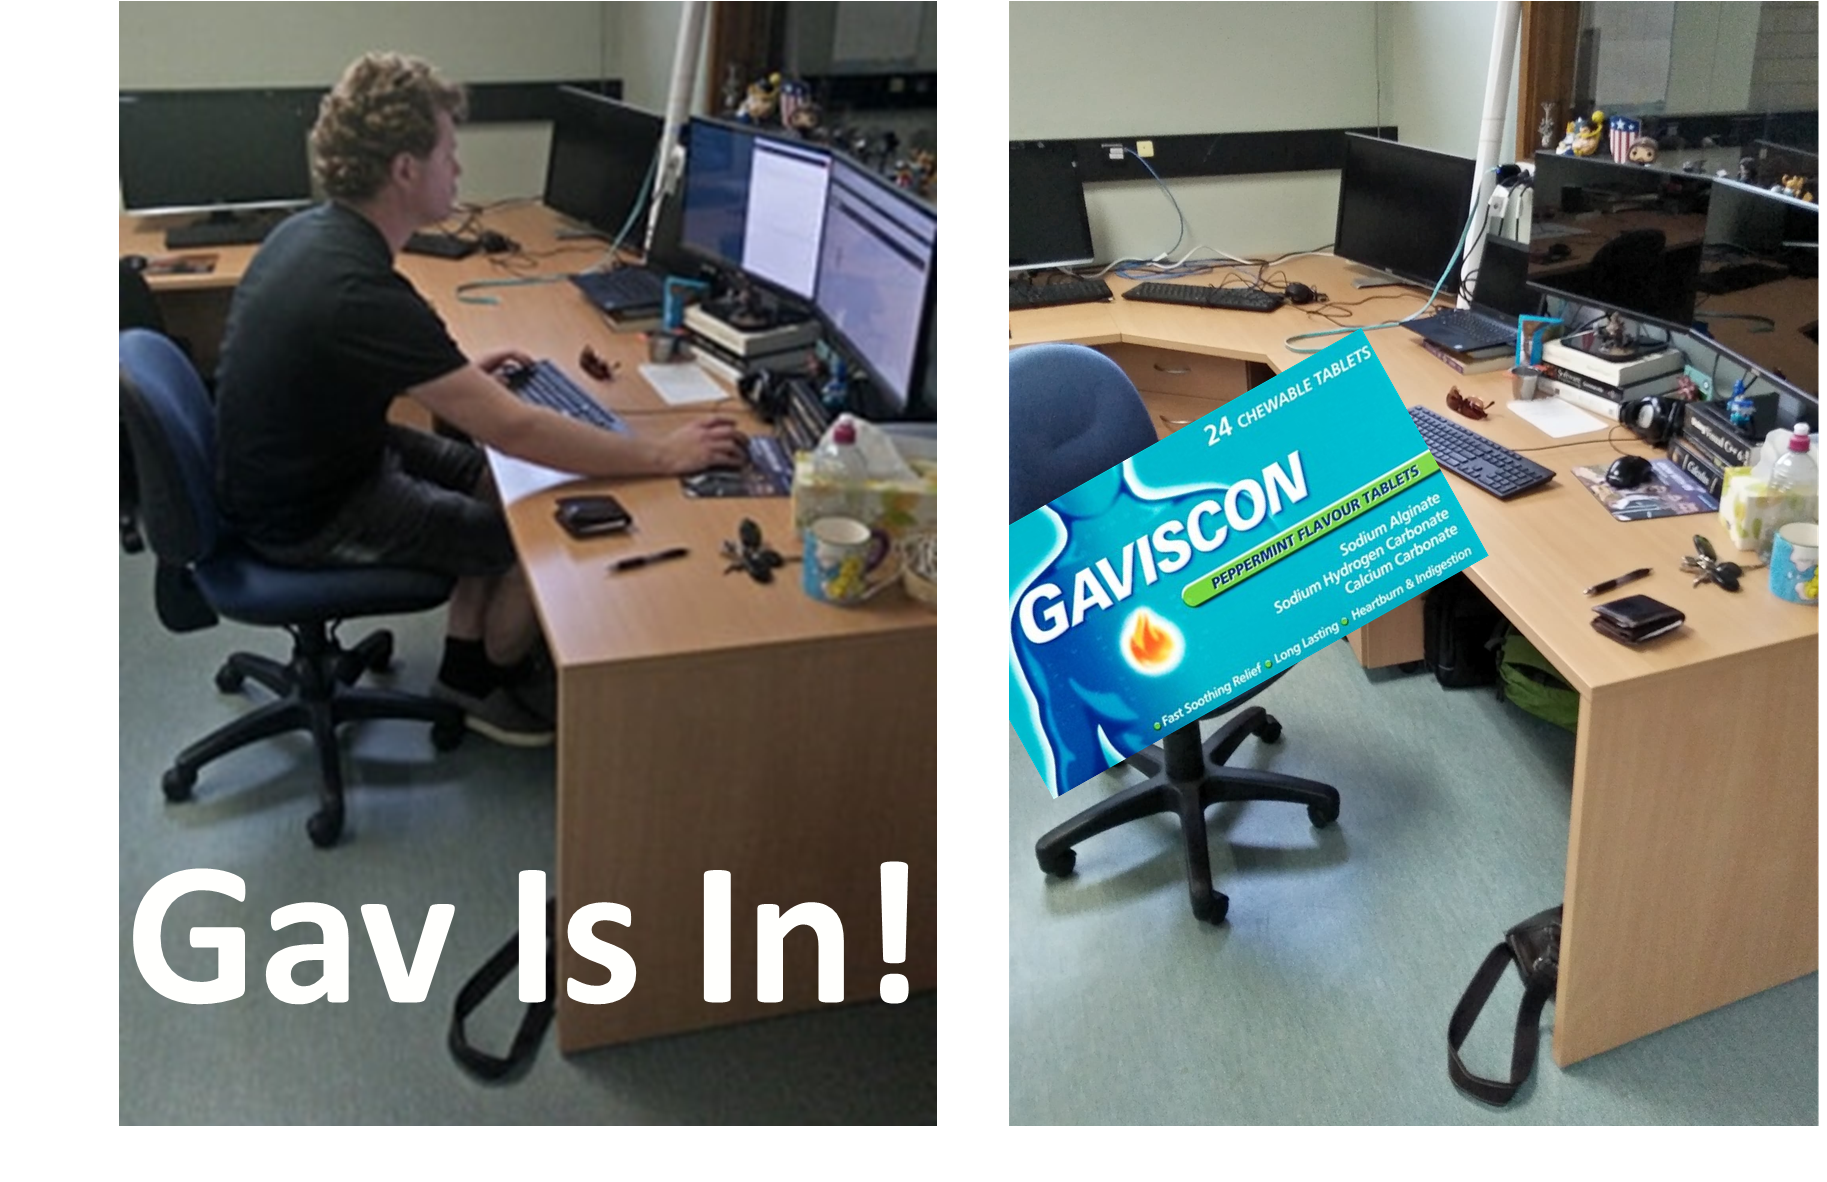 Gav Is In!
24 CHEWABLE TABLETS
GAVISCON
PEPPERMINT FLAVOUR TABLETS
Sodium Alginate
Sodium Hydrogen Carbonate
Calcium Carbonate
• Fast Soothing Relief • Long Lasting • Heartburn & Indigestion